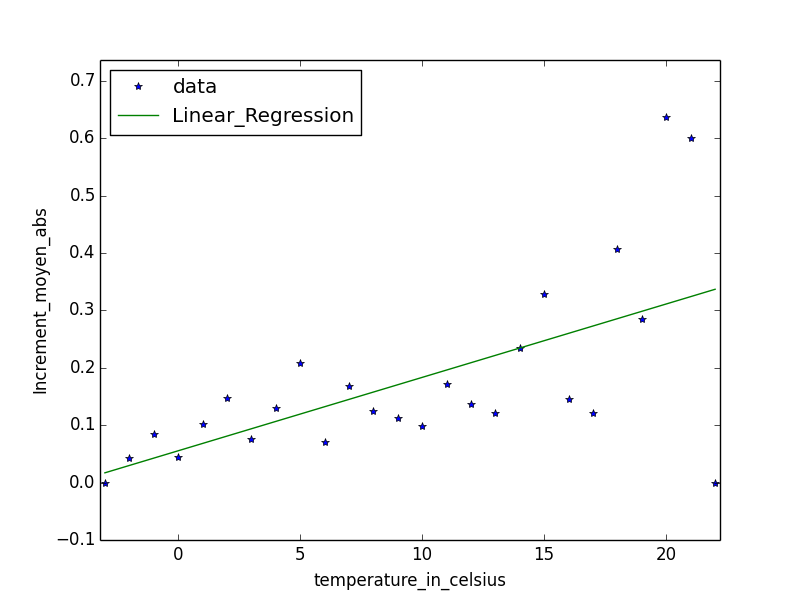 data
Linear_Regression
0.7
0.6
0.5
0.4
0.3
0.2
0.1
0.0
−0.1
0 5 10 15 20
Increment_moyen_abs
temperature_in_celsius